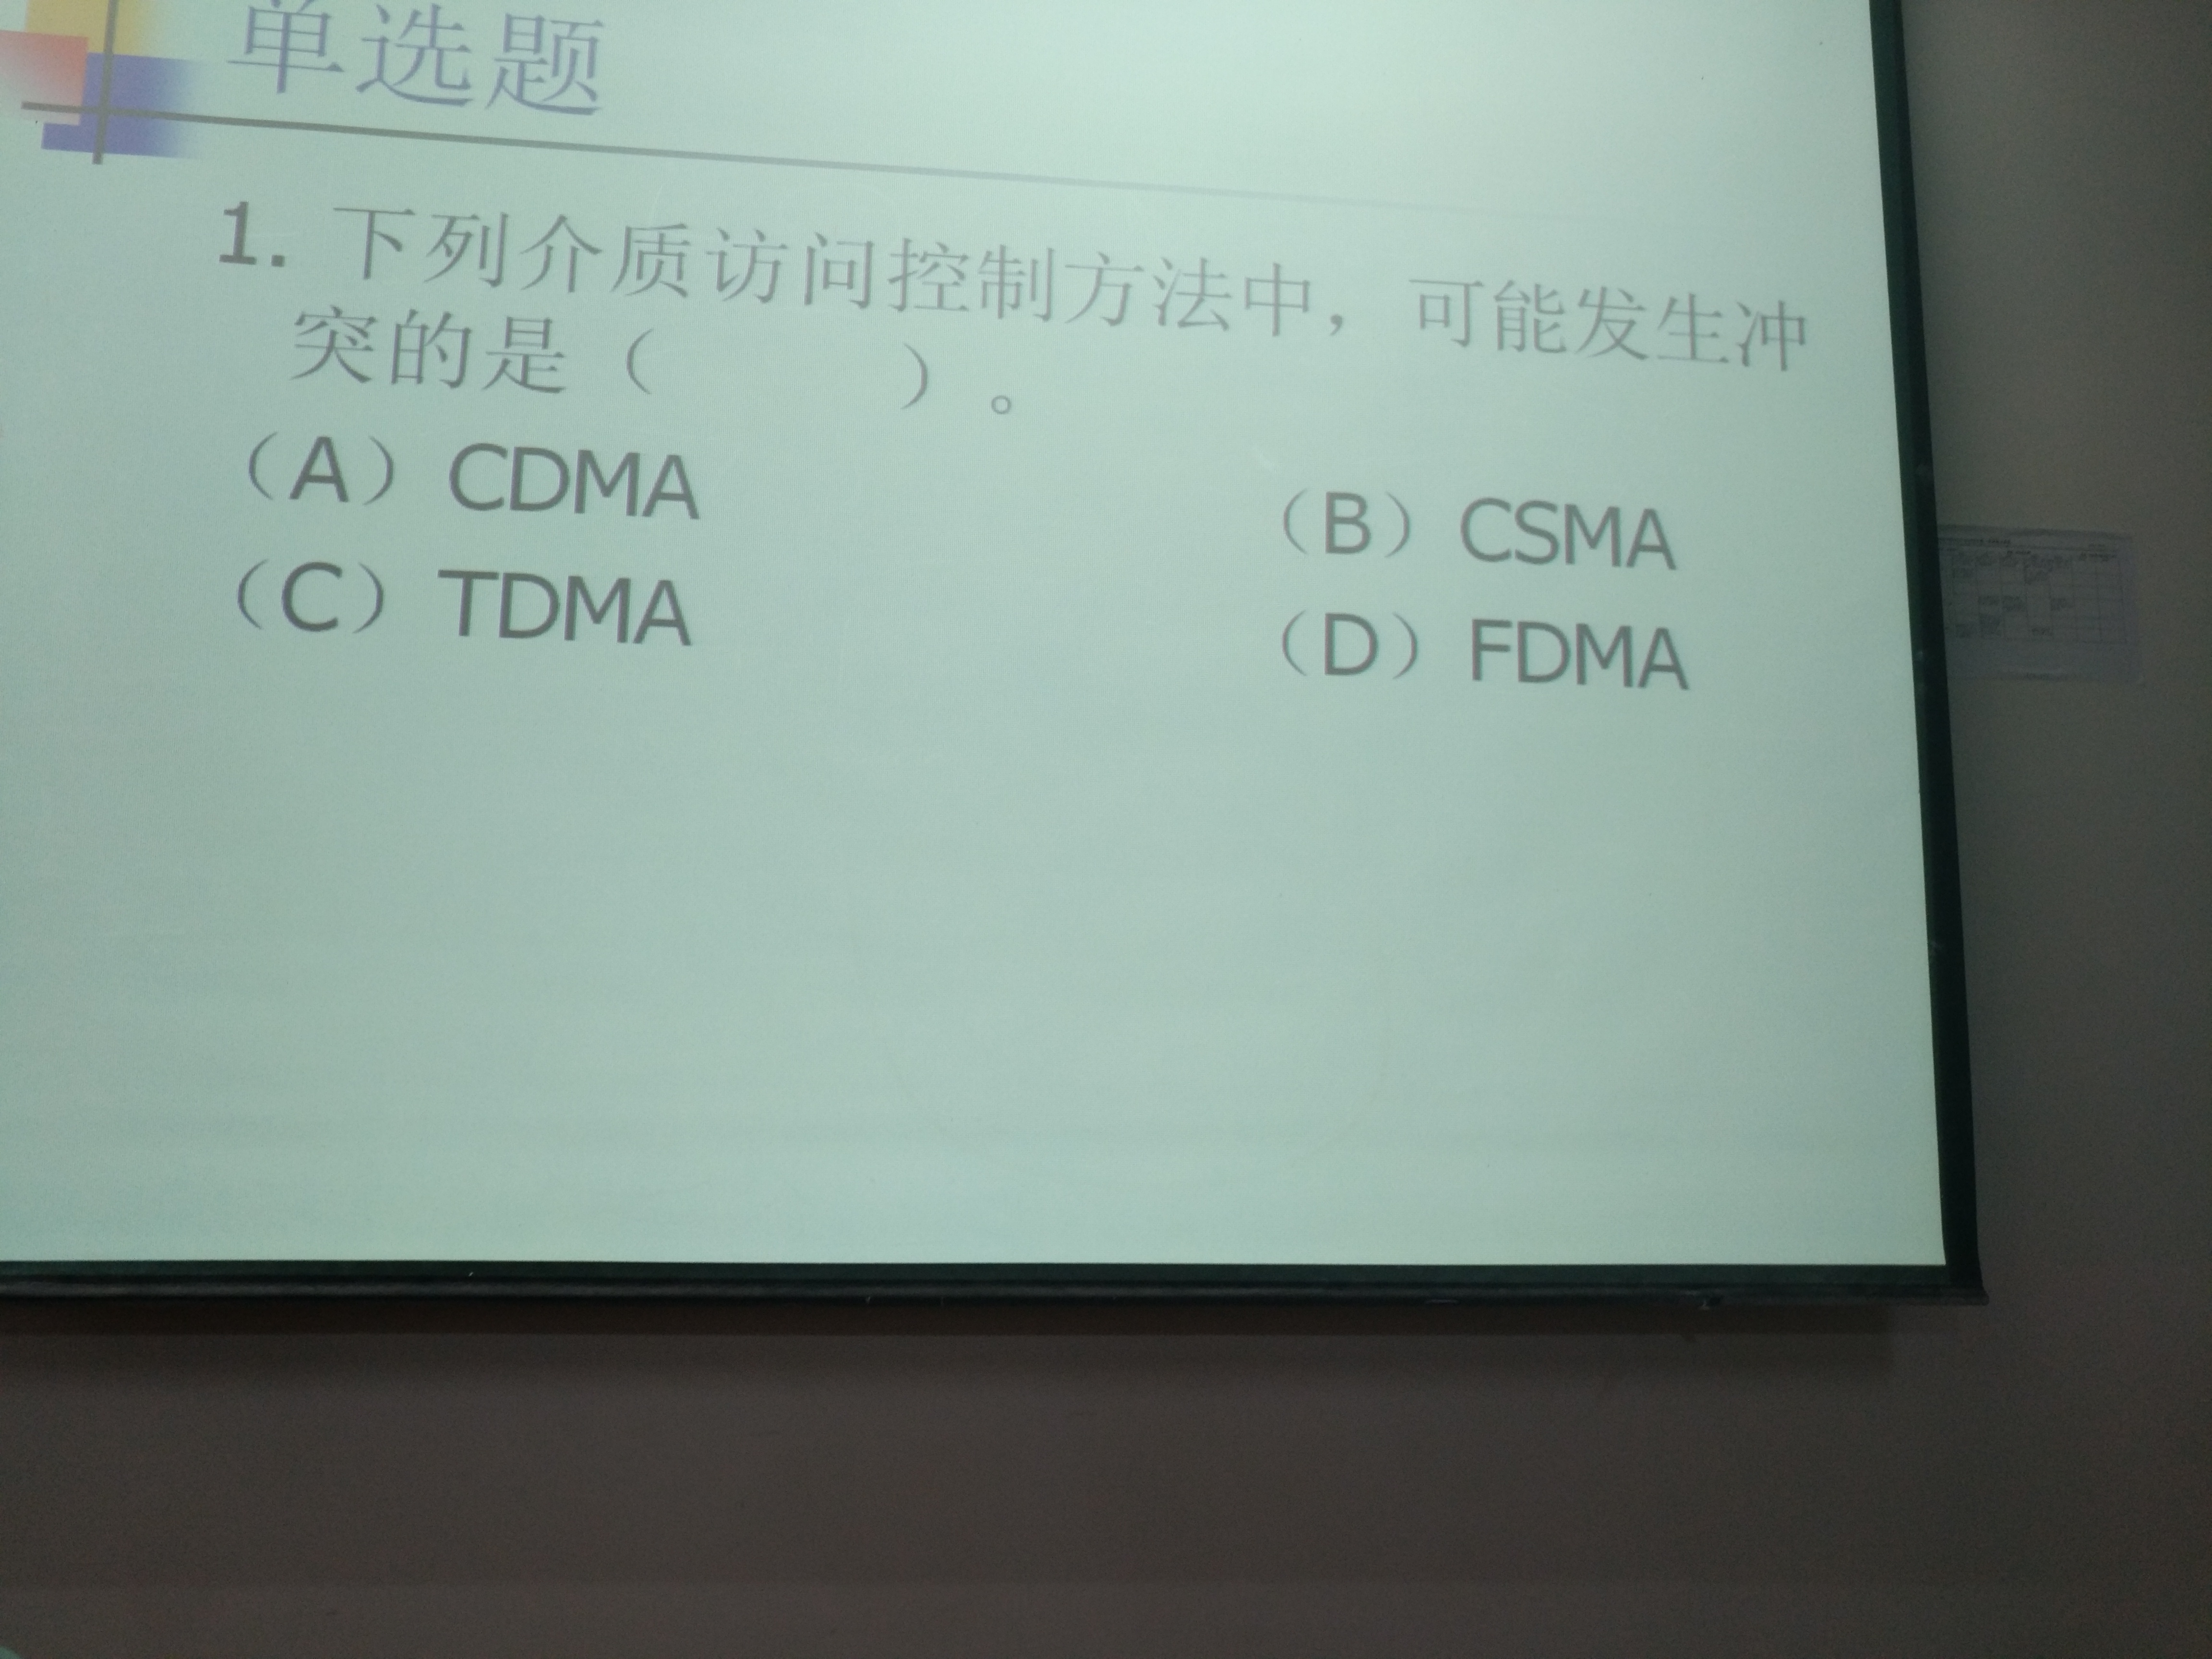 单选题
1. 下列介质访问控制方法中，可能发生冲
突的是（　　）。
（A）CDMA （B）CSMA
（C）TDMA （D）FDMA